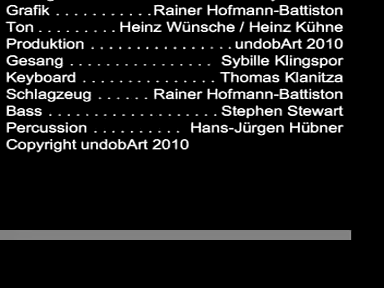 Grafik . . . . . . . . . . . Rainer Hofmann-Battiston
Ton . . . . . . . . . Heinz Wünsche / Heinz Kühne
Produktion . . . . . . . . . . . . . . . . undobArt 2010
Gesang . . . . . . . . . . . . . . . . Sybille Klingspor
Keyboard . . . . . . . . . . . . . . . Thomas Klanitza
Schlagzeug . . . . . . Rainer Hofmann-Battiston
Bass . . . . . . . . . . . . . . . . . . . Stephen Stewart
Percussion . . . . . . . . . . Hans-Jürgen Hübner
Copyright undobArt 2010